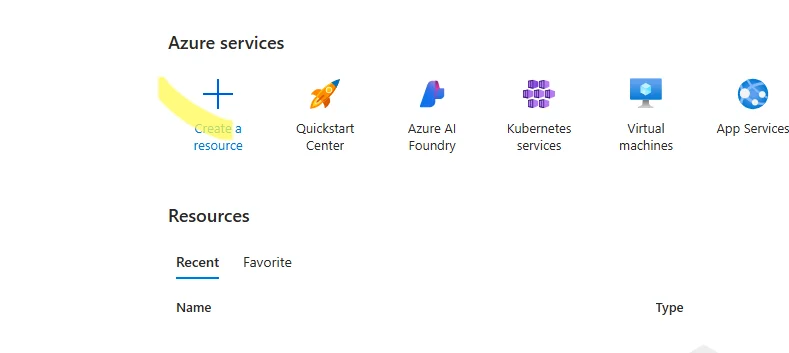 Azure services
Create a resource
Quickstart Center
Azure AI Foundry
Kubernetes services
Virtual machines
App Services
Resources
Recent Favorite
Name Type